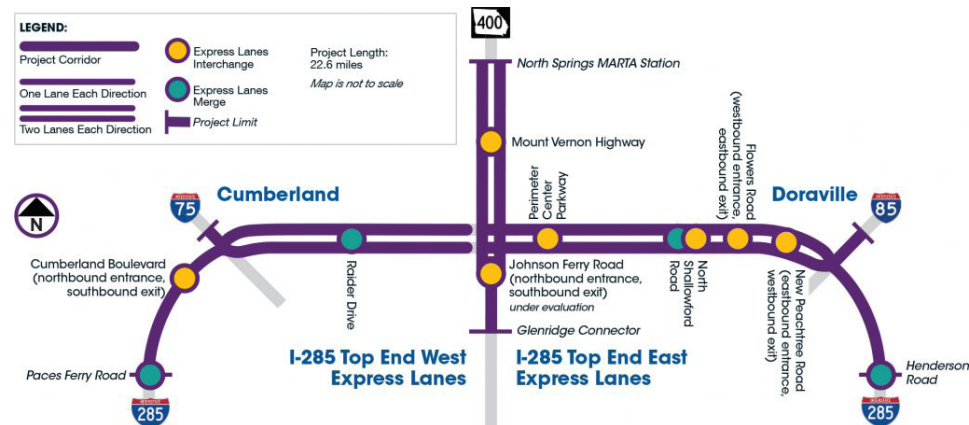 LEGEND:
Project Corridor
One Lane Each Direction
Two Lanes Each Direction
Express Lanes
Interchange
Express Lanes
Merge
Project Limit
Project Length:
22.6 miles
Map is not to scale
400
North Springs MARTA Station
Mount Vernon Highway
Perimeter
Center
Parkway
Flowers Road
(westbound entrance,
eastbound exit)
Cumberland
Doraville
INTERSTATE
75
INTERSTATE
85
N
Cumberland Boulevard
(northbound entrance,
southbound exit)
Raider Drive
Johnson Ferry Road
(northbound entrance,
southbound exit)
under evaluation
North
Shallowford
Road
New Peachtree Road
(eastbound entrance,
westbound exit)
Glenridge Connector
I-285 Top End West
Express Lanes
I-285 Top End East
Express Lanes
Paces Ferry Road
INTERSTATE
285
Henderson
Road
INTERSTATE
285